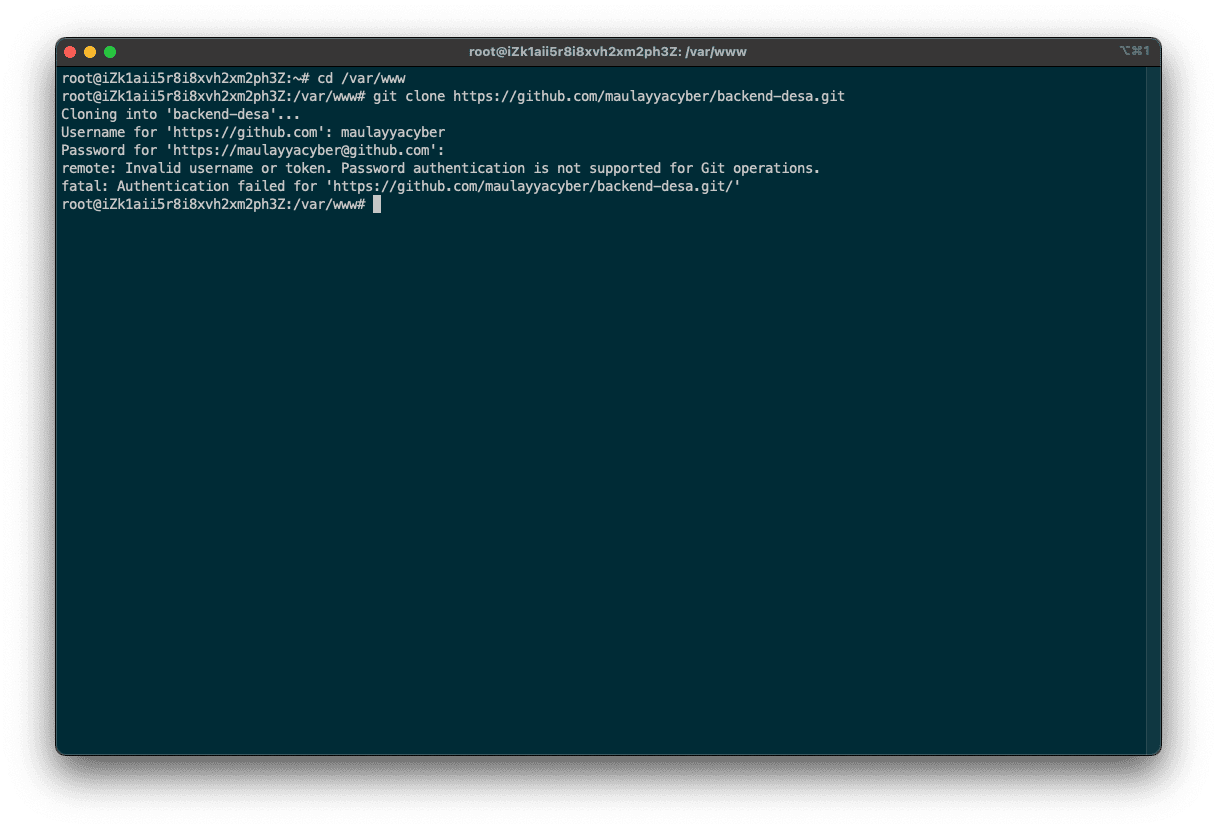 root@iZk1aii5r8i8xvh2xm2ph3Z: /var/www
⌥⌘1
root@iZk1aii5r8i8xvh2xm2ph3Z:~# cd /var/www
root@iZk1aii5r8i8xvh2xm2ph3Z:/var/www# git clone https://github.com/maulayyacyber/backend-desa.git
Cloning into 'backend-desa'...
Username for 'https://github.com': maulayyacyber
Password for 'https://maulayyacyber@github.com':
remote: Invalid username or token. Password authentication is not supported for Git operations.
fatal: Authentication failed for 'https://github.com/maulayyacyber/backend-desa.git/'
root@iZk1aii5r8i8xvh2xm2ph3Z:/var/www#